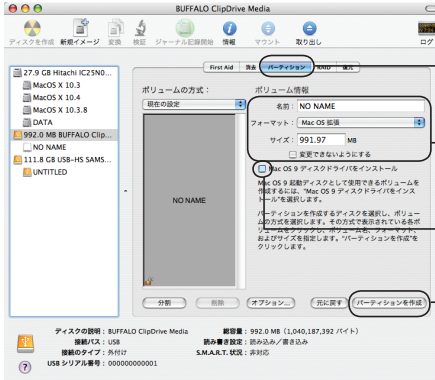 BUFFALO ClipDrive Media
ディスクを作成 新規イメージ 変換 検証 ジャーナル記録開始 情報 マウント 取り出し ログ
27.9 GB Hitachi IC25N0...
MacOS X 10.3
MacOS X 10.4
MacOS X 10.3.8
DATA
992.0 MB BUFFALO Clip...
NO NAME
111.8 GB USB-HS SAMS...
UNTITLED
First Aid 消去 パーティション RAID 復元
ボリュームの方式：
現在の設定
NO NAME
ボリューム情報
名前： NO NAME
フォーマット： Mac OS 拡張
サイズ： 991.97 MB
変更できないようにする
Mac OS 9 ディスクドライバをインストール
Mac OS 9 起動ディスクとして使用できるボリュームを
作成するには、"Mac OS 9 ディスクドライバをインス
トール"を選択します。
パーティションを作成するディスクを選択し、ボリュー
ムの方式を選択します。その方式で表示されている各ボ
リュームをクリックし、ボリューム名、フォーマット、
およびサイズを指定します。"パーティションを作成"を
クリックします。
分割 削除 オプション... 元に戻す パーティションを作成
ディスクの説明： BUFFALO ClipDrive Media
接続バス： USB
接続のタイプ： 外付け
USB シリアル番号： 000000000001
総容量： 992.0 MB (1,040,187,392 バイト)
読み書き設定： 読み込み／書き込み
S.M.A.R.T. 状況： 非対応
?